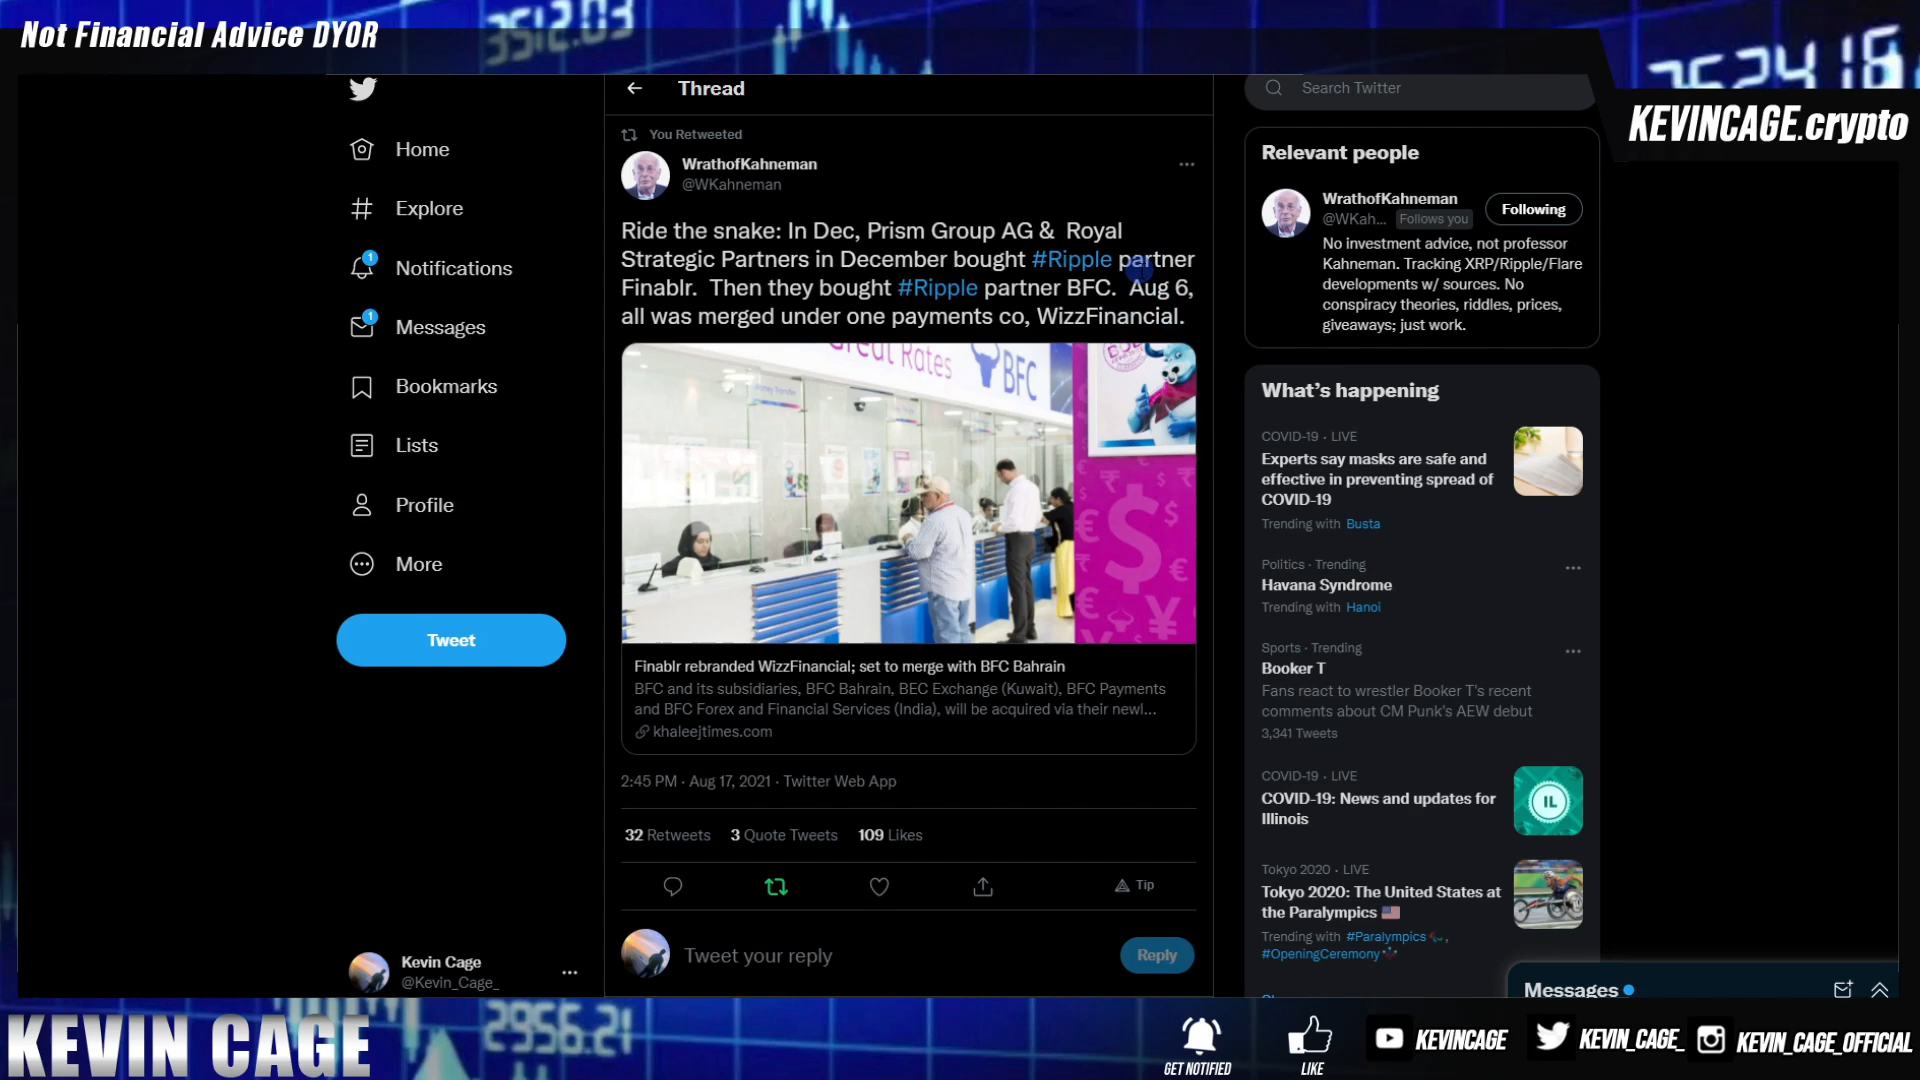 Not Financial Advice DYOR
3512.03
KEVINCAGE.crypto
Home
Explore
1
Notifications
1
Messages
Bookmarks
Lists
Profile
More
Tweet
Kevin Cage
@Kevin_Cage_
Thread
You Retweeted
WrathofKahneman
@WKahneman
Ride the snake: In Dec, Prism Group AG & Royal
Strategic Partners in December bought #Ripple partner
Finablr. Then they bought #Ripple partner BFC. Aug 6,
all was merged under one payments co, WizzFinancial.
Great Rates
BFC
Finablr rebranded WizzFinancial; set to merge with BFC Bahrain
BFC and its subsidiaries, BFC Bahrain, BEC Exchange (Kuwait), BFC Payments
and BFC Forex and Financial Services (India), will be acquired via their newl...
khaleejtimes.com
2:45 PM · Aug 17, 2021 · Twitter Web App
32 Retweets 3 Quote Tweets 109 Likes
Tip
Tweet your reply
Reply
Search Twitter
Relevant people
WrathofKahneman
@WKah... Follows you
Following
No investment advice, not professor
Kahneman. Tracking XRP/Ripple/Flare
developments w/ sources. No
conspiracy theories, riddles, prices,
giveaways; just work.
What's happening
COVID-19 · LIVE
Experts say masks are safe and
effective in preventing spread of
COVID-19
Trending with Busta
Politics · Trending
Havana Syndrome
Trending with Hanoi
Sports · Trending
Booker T
Fans react to wrestler Booker T's recent
comments about CM Punk's AEW debut
3,341 Tweets
COVID-19 · LIVE
COVID-19: News and updates for
Illinois
IL
Tokyo 2020 · LIVE
Tokyo 2020: The United States at
the Paralympics
Trending with #Paralympics,
#OpeningCeremony
Messages
KEVIN CAGE
2956.21
GET NOTIFIED
LIKE
KEVINCAGE
KEVIN_CAGE_
KEVIN_CAGE_OFFICIAL